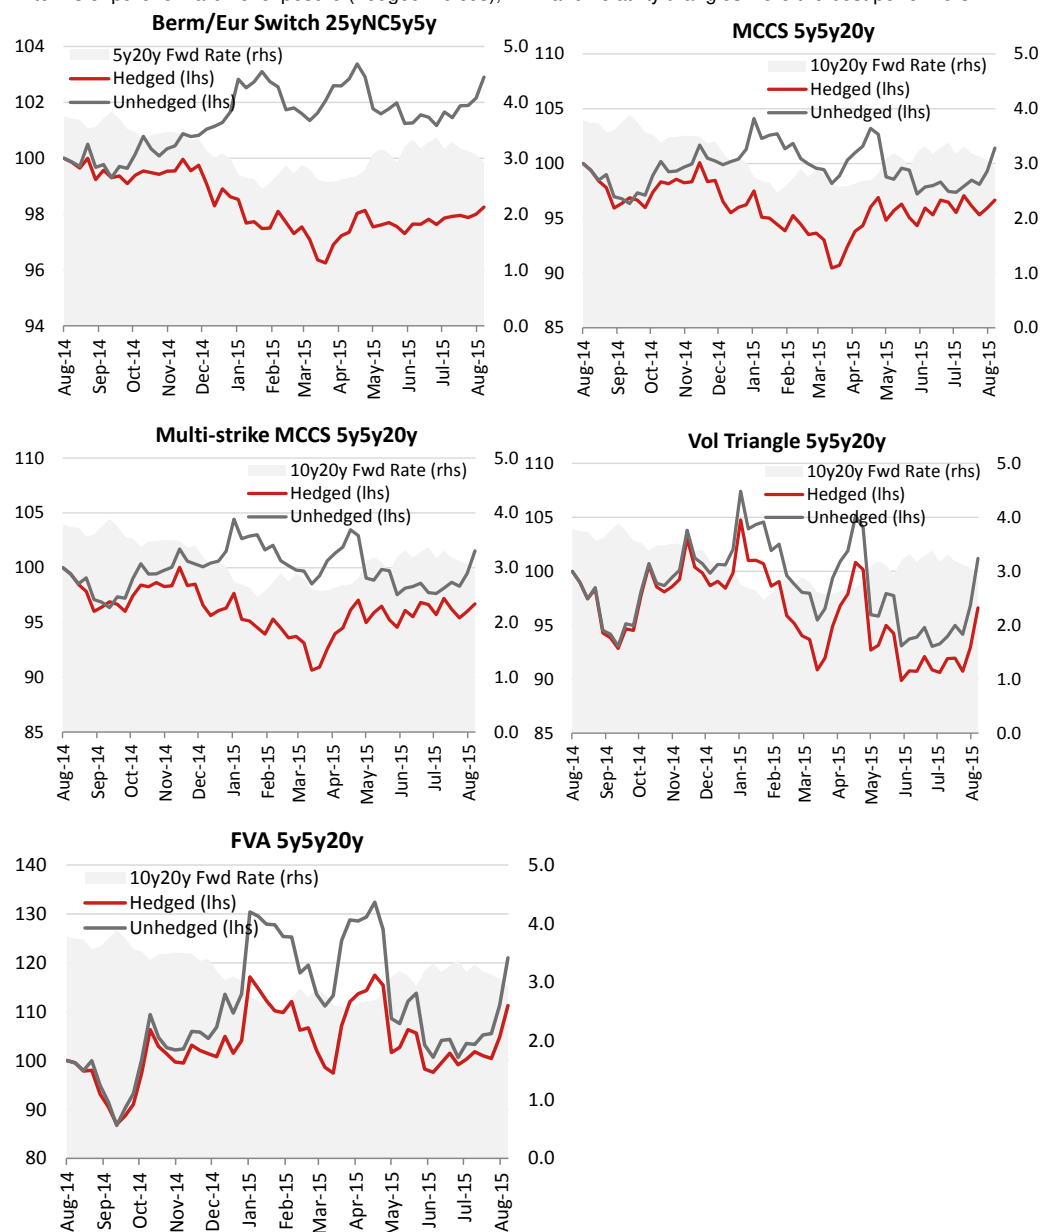 Berm/Eur Switch 25yNC5y5y
104
102
100
98
96
94
5y20y Fwd Rate (rhs)
Hedged (lhs)
Unhedged (lhs)
5.0
4.0
3.0
2.0
1.0
0.0
Aug-14
Sep-14
Oct-14
Nov-14
Dec-14
Jan-15
Feb-15
Mar-15
Apr-15
May-15
Jun-15
Jul-15
Aug-15
MCCS 5y5y20y
110
105
100
95
90
85
10y20y Fwd Rate (rhs)
Hedged (lhs)
Unhedged (lhs)
5.0
4.0
3.0
2.0
1.0
0.0
Aug-14
Sep-14
Oct-14
Nov-14
Dec-14
Jan-15
Feb-15
Mar-15
Apr-15
May-15
Jun-15
Jul-15
Aug-15
Multi-strike MCCS 5y5y20y
110
105
100
95
90
85
10y20y Fwd Rate (rhs)
Hedged (lhs)
Unhedged (lhs)
5.0
4.0
3.0
2.0
1.0
0.0
Aug-14
Sep-14
Oct-14
Nov-14
Dec-14
Jan-15
Feb-15
Mar-15
Apr-15
May-15
Jun-15
Jul-15
Aug-15
Vol Triangle 5y5y20y
110
105
100
95
90
85
10y20y Fwd Rate (rhs)
Hedged (lhs)
Unhedged (lhs)
5.0
4.0
3.0
2.0
1.0
0.0
Aug-14
Sep-14
Oct-14
Nov-14
Dec-14
Jan-15
Feb-15
Mar-15
Apr-15
May-15
Jun-15
Jul-15
Aug-15
FVA 5y5y20y
140
130
120
110
100
90
80
10y20y Fwd Rate (rhs)
Hedged (lhs)
Unhedged (lhs)
5.0
4.0
3.0
2.0
1.0
0.0
Aug-14
Sep-14
Oct-14
Nov-14
Dec-14
Jan-15
Feb-15
Mar-15
Apr-15
May-15
Jun-15
Jul-15
Aug-15